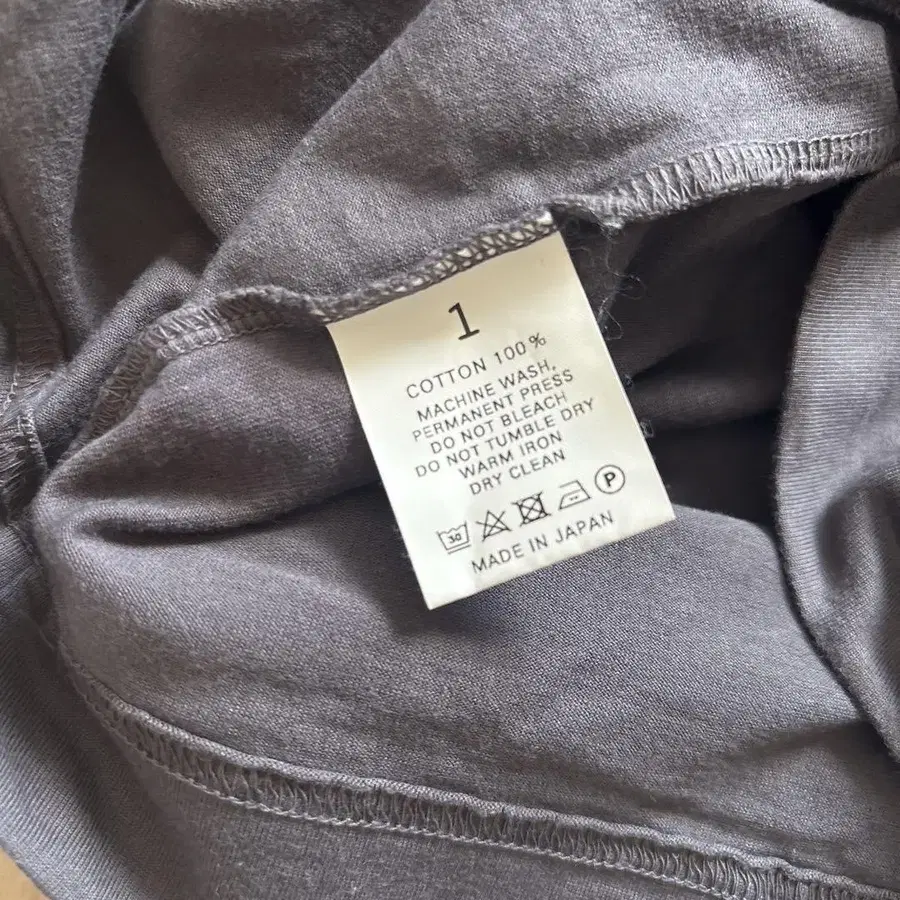 1
COTTON 100%
MACHINE WASH,
PERMANENT PRESS
DO NOT BLEACH
DO NOT TUMBLE DRY
WARM IRON
DRY CLEAN
30 P
MADE IN JAPAN